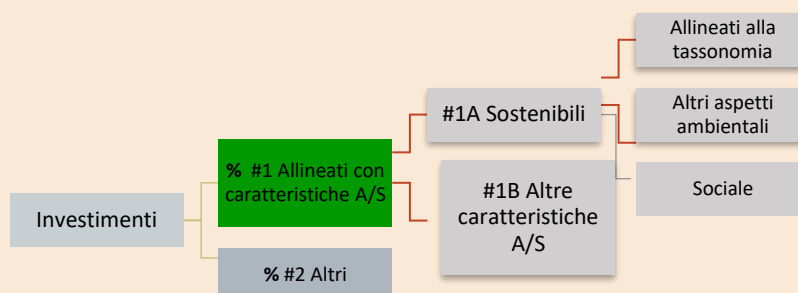 Investimenti
% #1 Allineati con
caratteristiche A/S
% #2 Altri
#1A Sostenibili
#1B Altre
caratteristiche
A/S
Allineati alla
tassonomia
Altri aspetti
ambientali
Sociale